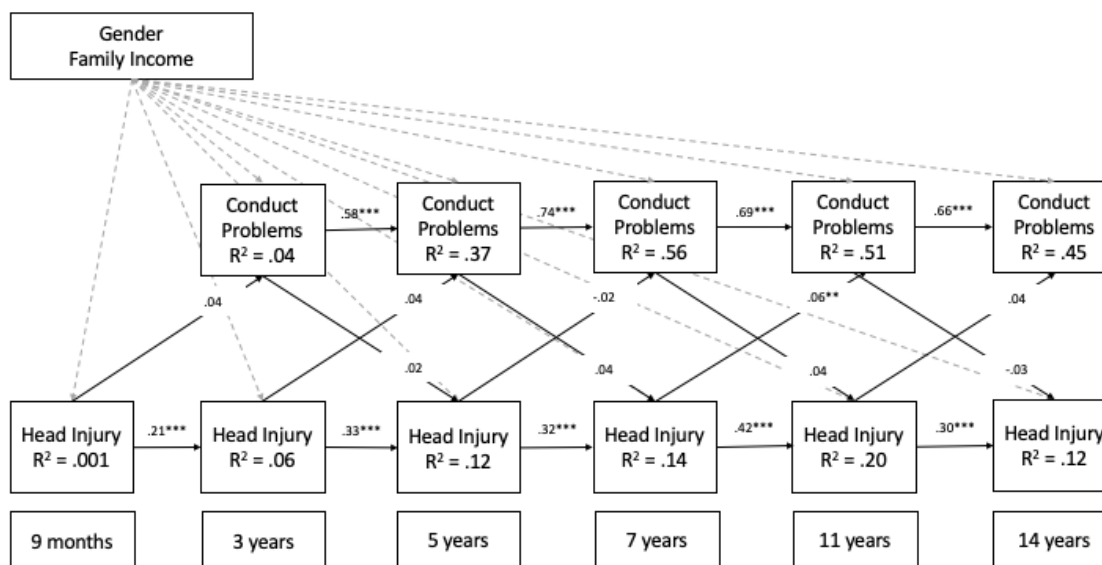 Gender
Family Income
Conduct
Problems
R² = .04
.58***
Conduct
Problems
R² = .37
.74***
Conduct
Problems
R² = .56
.69***
Conduct
Problems
R² = .51
.66***
Conduct
Problems
R² = .45
.04
.04
-.02
.06**
.04
.02
.04
.04
-.03
Head Injury
R² = .001
.21***
Head Injury
R² = .06
.33***
Head Injury
R² = .12
.32***
Head Injury
R² = .14
.42***
Head Injury
R² = .20
.30***
Head Injury
R² = .12
9 months
3 years
5 years
7 years
11 years
14 years